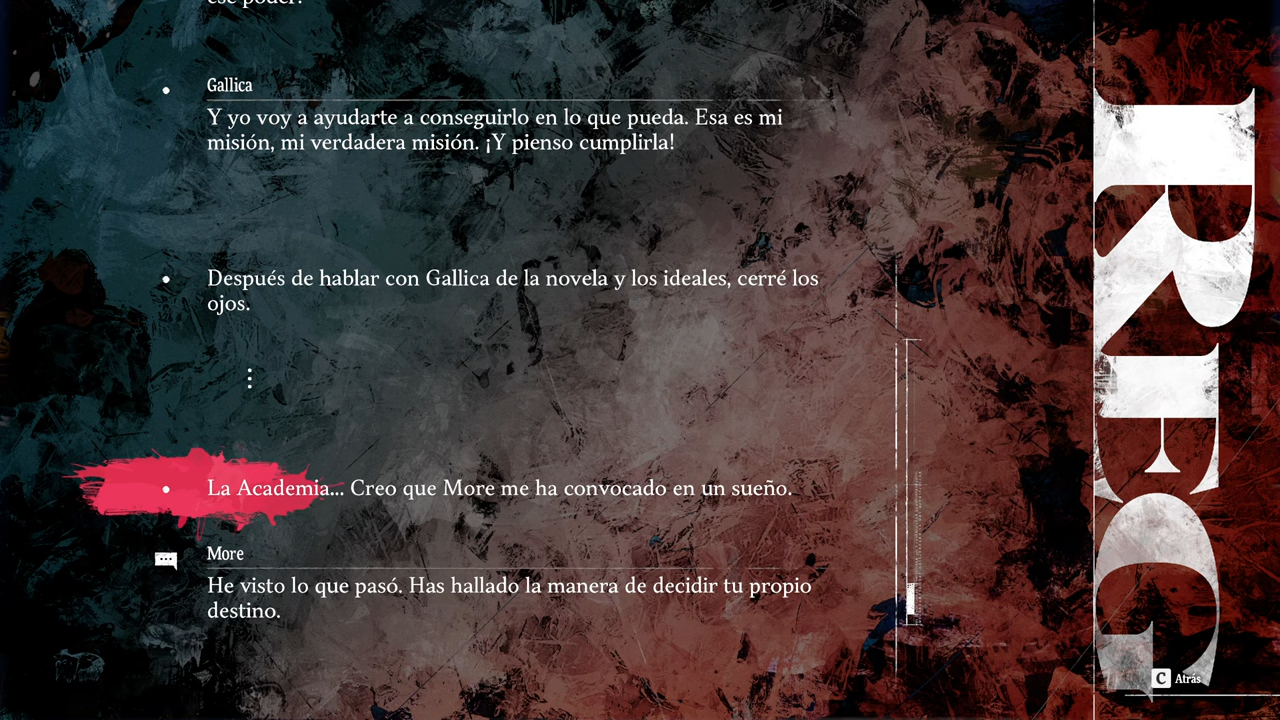 ese poder!
Gallica
Y yo voy a ayudarte a conseguirlo en lo que pueda. Esa es mi
misión, mi verdadera misión. ¡Y pienso cumplirla!
Después de hablar con Gallica de la novela y los ideales, cerré los
ojos.
La Academia... Creo que More me ha convocado en un sueño.
More
He visto lo que pasó. Has hallado la manera de decidir tu propio
destino.
C Atrás